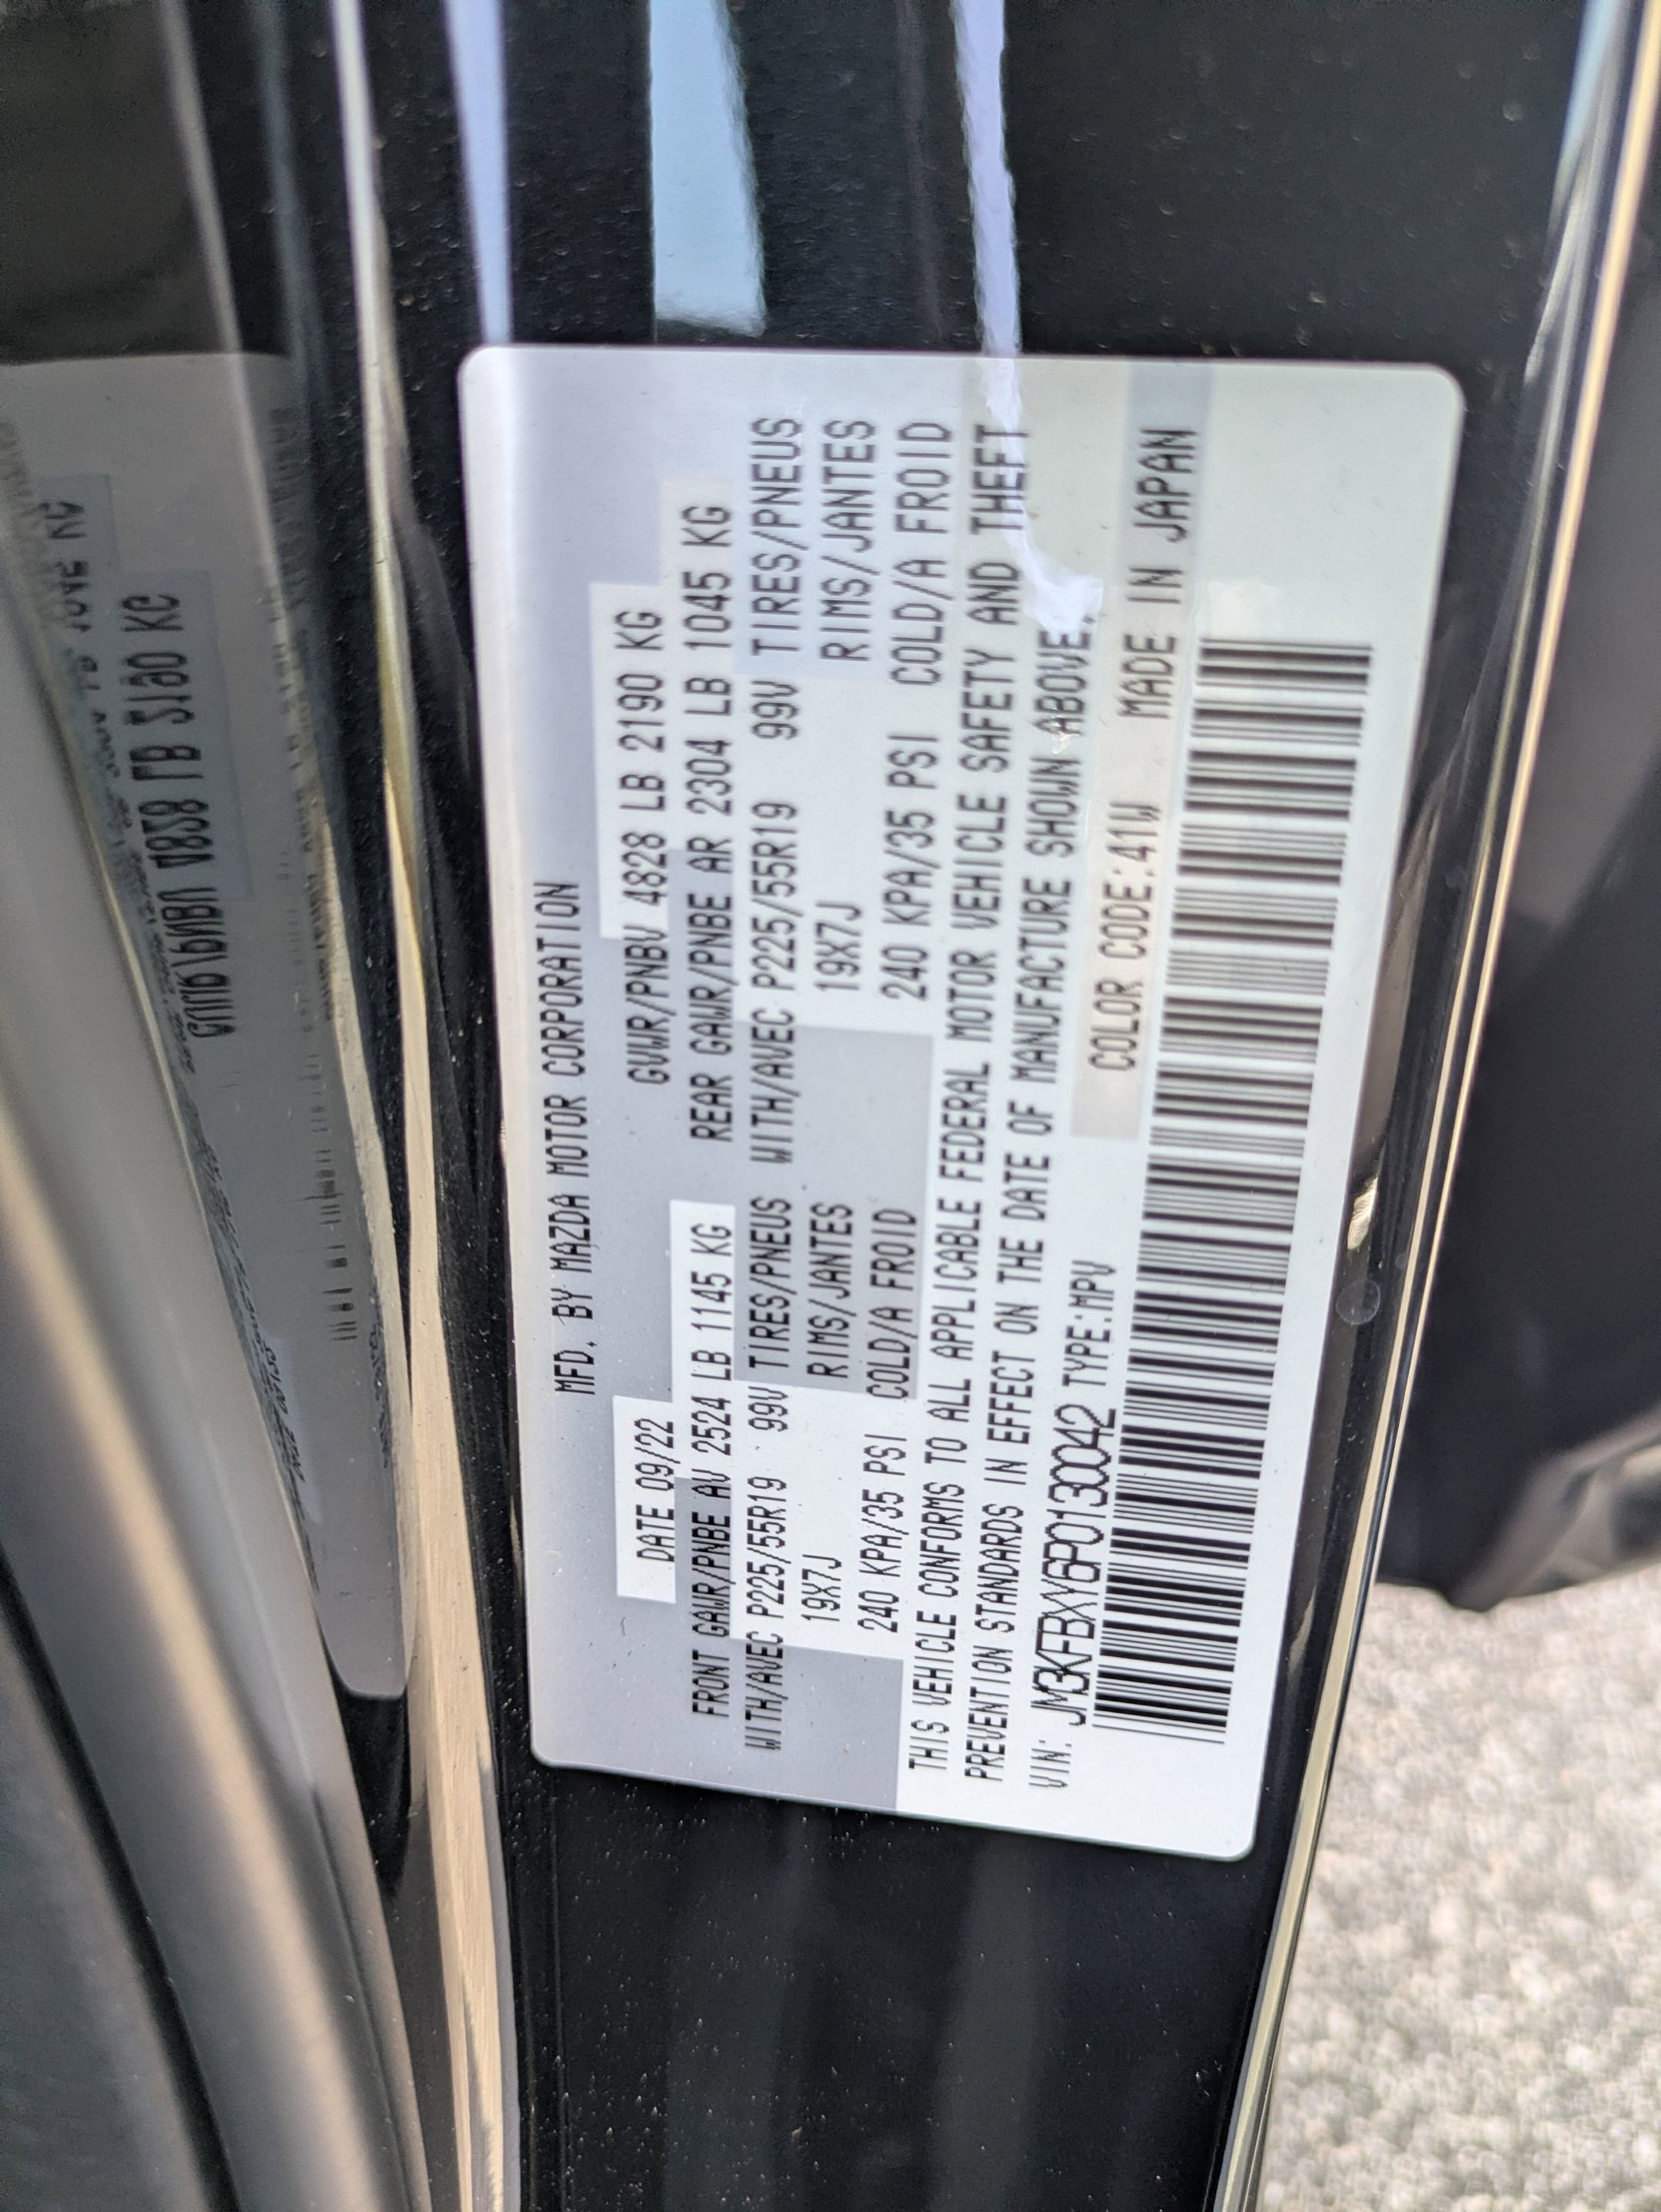 MFD. BY MAZDA MOTOR CORPORATION
DATE 09/22 GVWR/PNBV 4828 LB 2190 KG
FRONT GAWR/PNBE AV 2524 LB 1145 KG REAR GAWR/PNBE AR 2304 LB 1045 KG
WITH/AVEC P225/55R19 99V TIRES/PNEUS WITH/AVEC P225/55R19 99V TIRES/PNEUS
19X7J RIMS/JANTES 19X7J RIMS/JANTES
240 KPA/35 PSI COLD/A FROID 240 KPA/35 PSI COLD/A FROID
THIS VEHICLE CONFORMS TO ALL APPLICABLE FEDERAL MOTOR VEHICLE SAFETY AND THEFT
PREVENTION STANDARDS IN EFFECT ON THE DATE OF MANUFACTURE SHOWN ABOVE.
VIN: JM3KFBXY6P0130042 TYPE:MPV COLOR CODE:41W MADE IN JAPAN